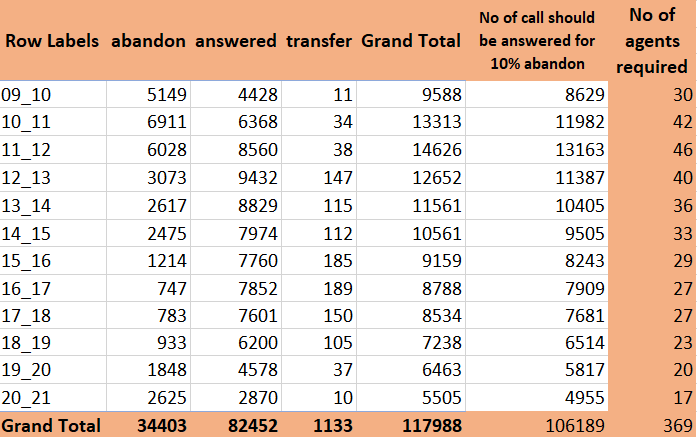 Row Labels abandon answered transfer Grand Total No of call should be answered for 10% abandon No of agents required
09_10 5149 4428 11 9588 8629 30
10_11 6911 6368 34 13313 11982 42
11_12 6028 8560 38 14626 13163 46
12_13 3073 9432 147 12652 11387 40
13_14 2617 8829 115 11561 10405 36
14_15 2475 7974 112 10561 9505 33
15_16 1214 7760 185 9159 8243 29
16_17 747 7852 189 8788 7909 27
17_18 783 7601 150 8534 7681 27
18_19 933 6200 105 7238 6514 23
19_20 1848 4578 37 6463 5817 20
20_21 2625 2870 10 5505 4955 17
Grand Total 34403 82452 1133 117988 106189 369